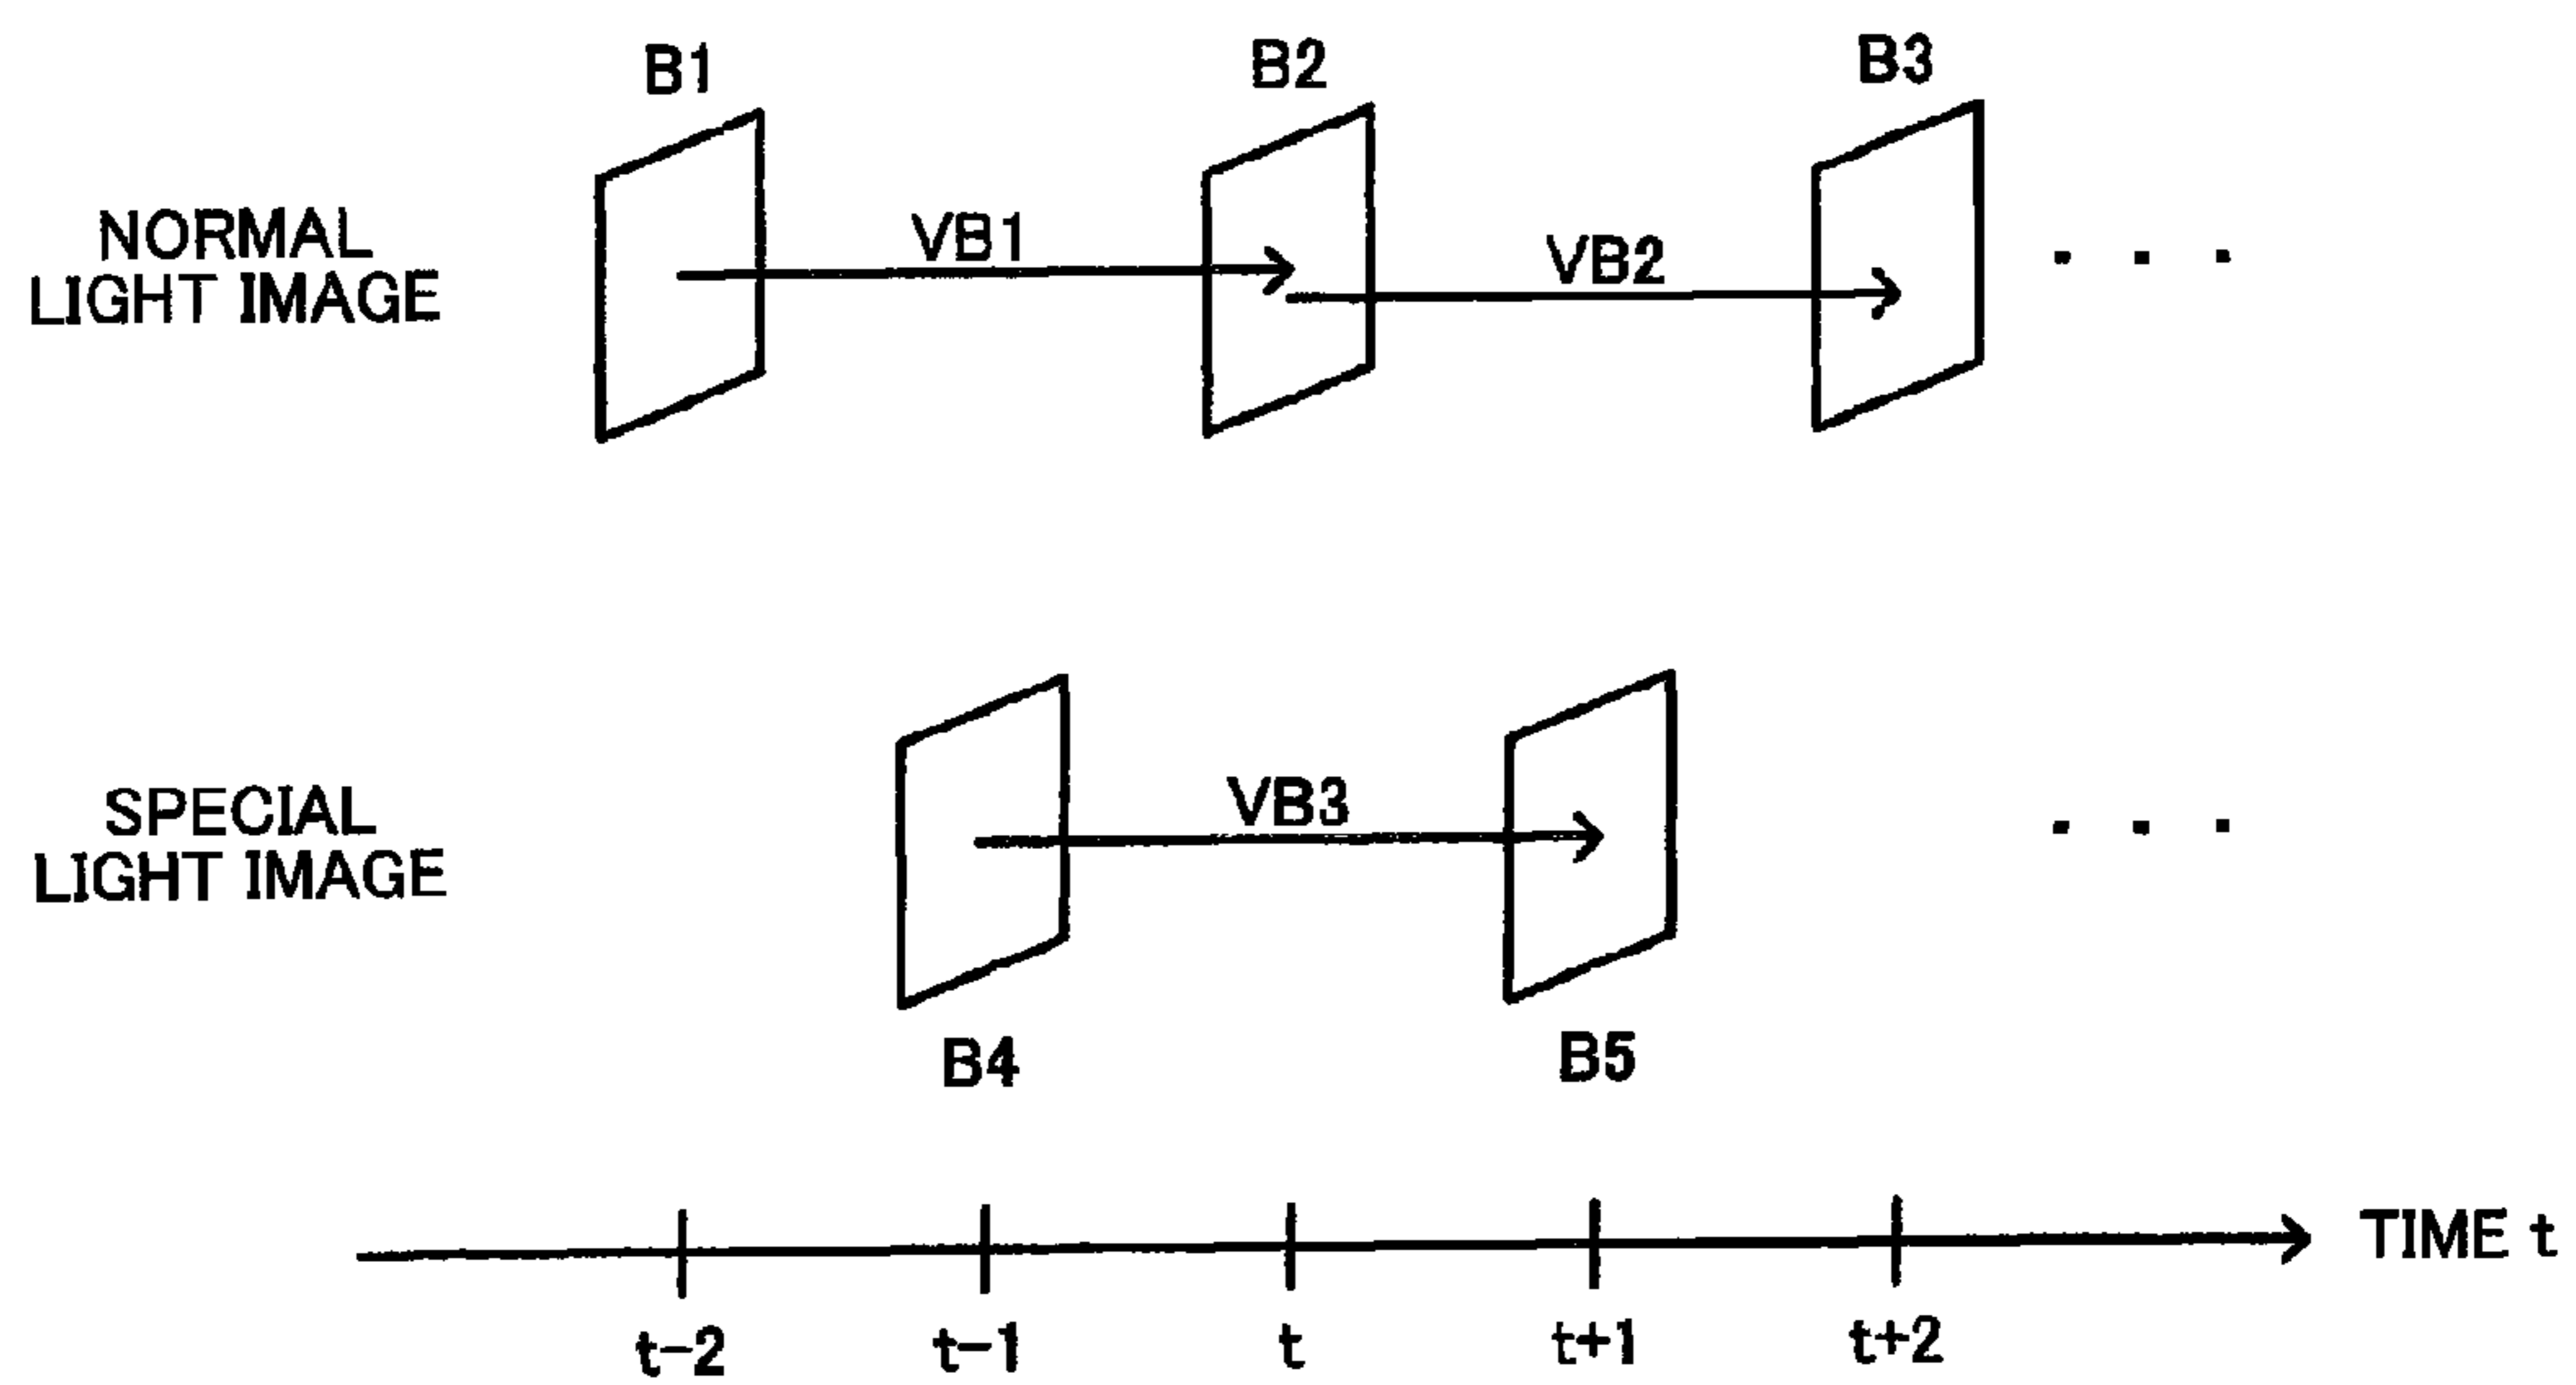 B1
B2
B3
NORMAL
LIGHT IMAGE
VB1
VB2
. . .
SPECIAL
LIGHT IMAGE
VB3
. . .
B4
B5
TIME t
t-2
t-1
t
t+1
t+2